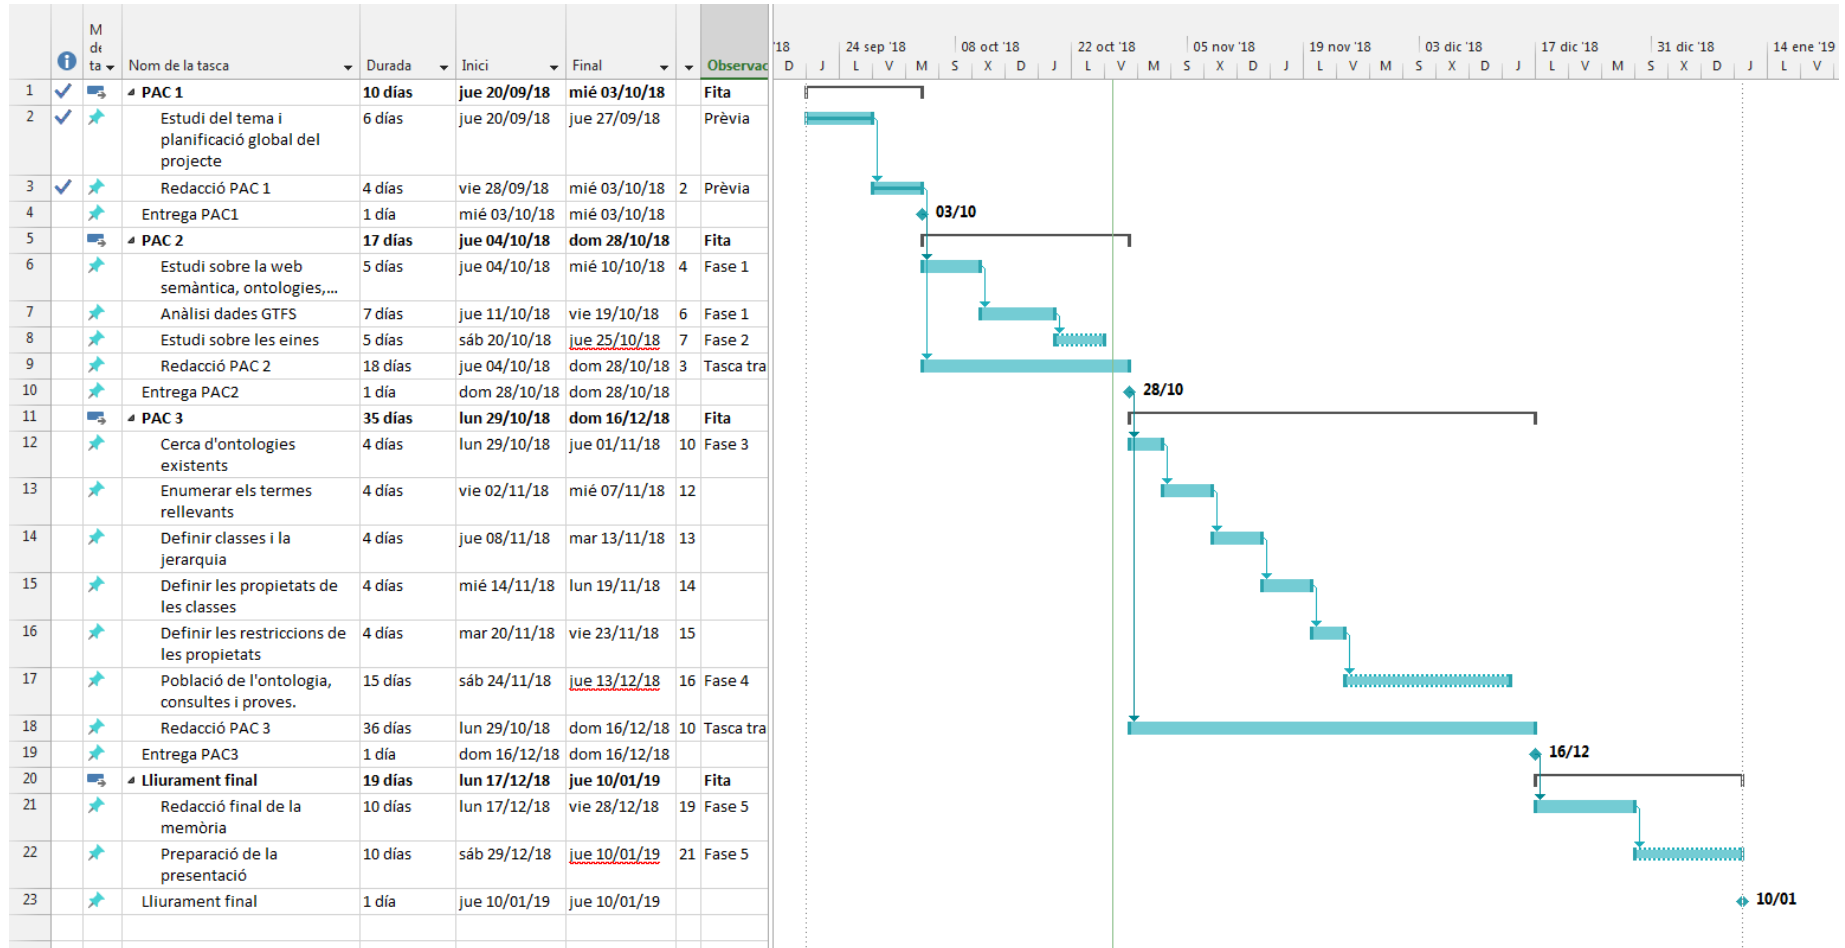 M
de
ta
Nom de la tasca Durada Inici Final Observac
'18 24 sep '18 08 oct '18 22 oct '18 05 nov '18 19 nov '18 03 dic '18 17 dic '18 31 dic '18 14 ene '19
D J L V M S X D J L V M S X D J L V M S X D J L V M S X D J L V
1 PAC 1 10 días jue 20/09/18 mié 03/10/18 Fita
2 Estudi del tema i 6 días jue 20/09/18 jue 27/09/18 Prèvia
planificació global del
projecte
3 Redacció PAC 1 4 días vie 28/09/18 mié 03/10/18 2 Prèvia
4 Entrega PAC1 1 día mié 03/10/18 mié 03/10/18 03/10
5 PAC 2 17 días jue 04/10/18 dom 28/10/18 Fita
6 Estudi sobre la web 5 días jue 04/10/18 mié 10/10/18 4 Fase 1
semàntica, ontologies,...
7 Anàlisi dades GTFS 7 días jue 11/10/18 vie 19/10/18 6 Fase 1
8 Estudi sobre les eines 5 días sáb 20/10/18 jue 25/10/18 7 Fase 2
9 Redacció PAC 2 18 días jue 04/10/18 dom 28/10/18 3 Tasca tra
10 Entrega PAC2 1 día dom 28/10/18 dom 28/10/18 28/10
11 PAC 3 35 días lun 29/10/18 dom 16/12/18 Fita
12 Cerca d'ontologies 4 días lun 29/10/18 jue 01/11/18 10 Fase 3
existents
13 Enumerar els termes 4 días vie 02/11/18 mié 07/11/18 12
rellevants
14 Definir classes i la 4 días jue 08/11/18 mar 13/11/18 13
jerarquia
15 Definir les propietats de 4 días mié 14/11/18 lun 19/11/18 14
les classes
16 Definir les restriccions de 4 días mar 20/11/18 vie 23/11/18 15
les propietats
17 Població de l'ontologia, 15 días sáb 24/11/18 jue 13/12/18 16 Fase 4
consultes i proves.
18 Redacció PAC 3 36 días lun 29/10/18 dom 16/12/18 10 Tasca tra
19 Entrega PAC3 1 día dom 16/12/18 dom 16/12/18 16/12
20 Lliurament final 19 días lun 17/12/18 jue 10/01/19 Fita
21 Redacció final de la 10 días lun 17/12/18 vie 28/12/18 19 Fase 5
memòria
22 Preparació de la 10 días sáb 29/12/18 jue 10/01/19 21 Fase 5
presentació
23 Lliurament final 1 día jue 10/01/19 jue 10/01/19 10/01